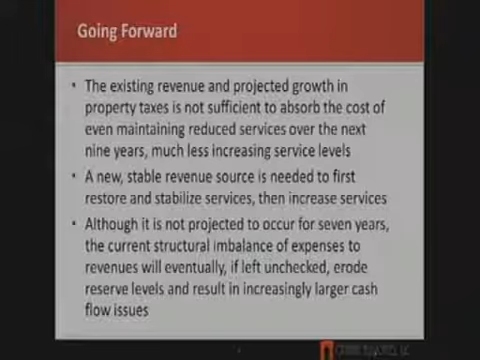 Going Forward
• The existing revenue and projected growth in
property taxes is not sufficient to absorb the cost of
even maintaining reduced services over the next
nine years, much less increasing service levels
• A new, stable revenue source is needed to first
restore and stabilize services, then increase services
• Although it is not projected to occur for seven years,
the current structural imbalance of expenses to
revenues will eventually, if left unchecked, erode
reserve levels and result in increasingly larger cash
flow issues